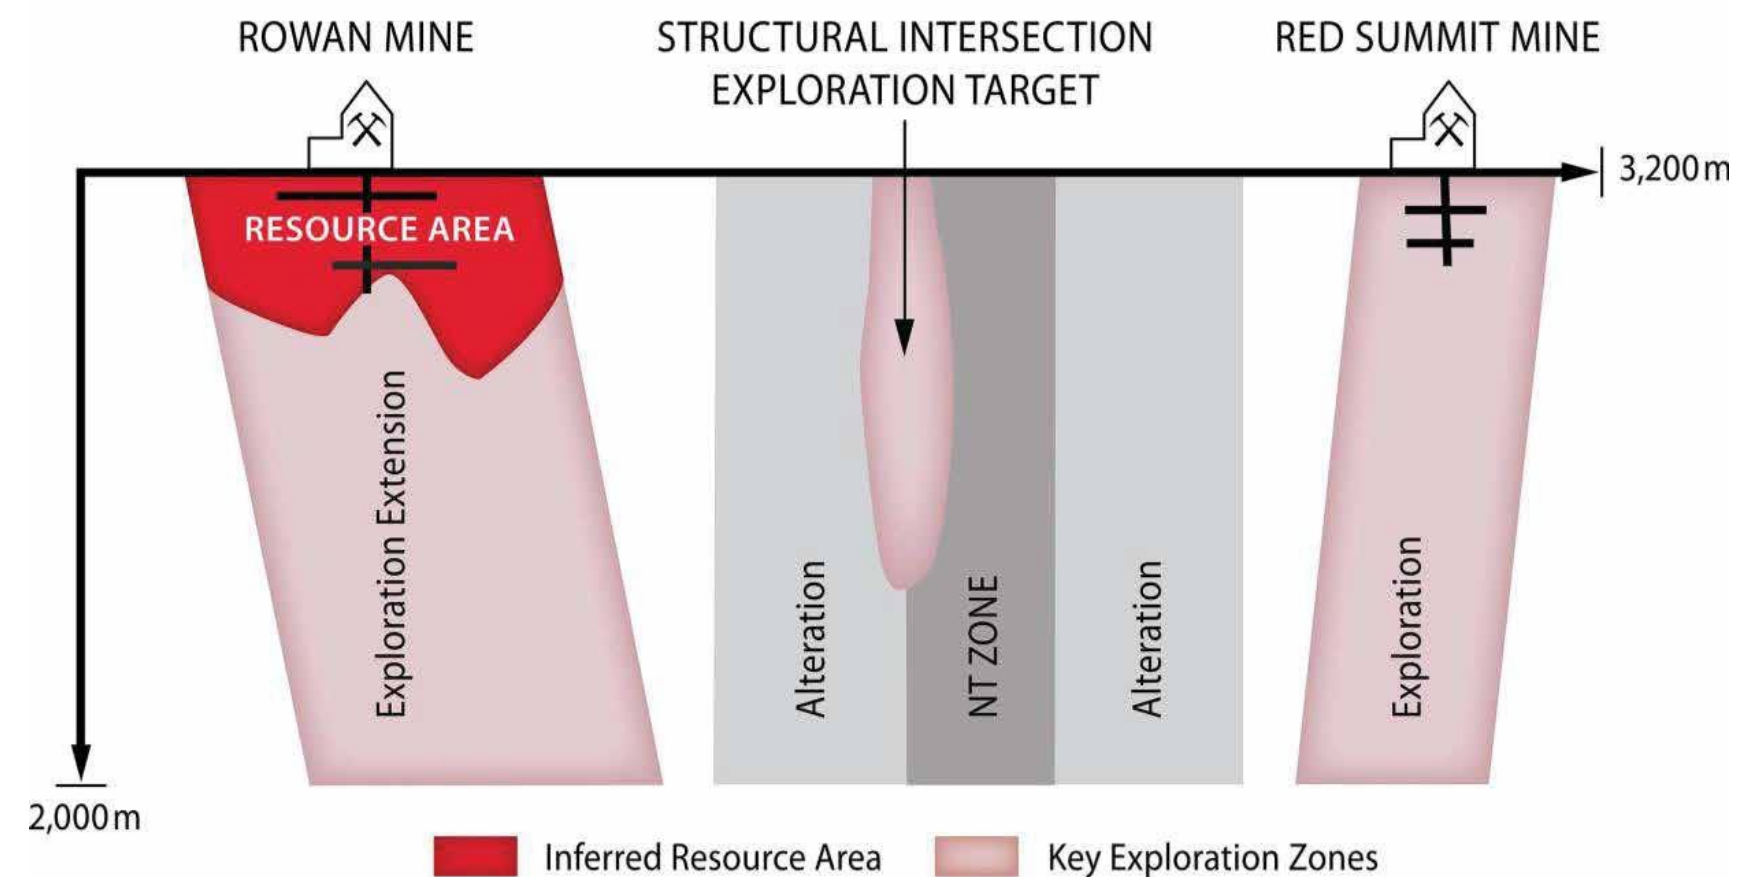 ROWAN MINE
STRUCTURAL INTERSECTION
EXPLORATION TARGET
RED SUMMIT MINE
3,200m
RESOURCE AREA
Exploration Extension
Alteration
NT ZONE
Alteration
Exploration
2,000m
Inferred Resource Area
Key Exploration Zones